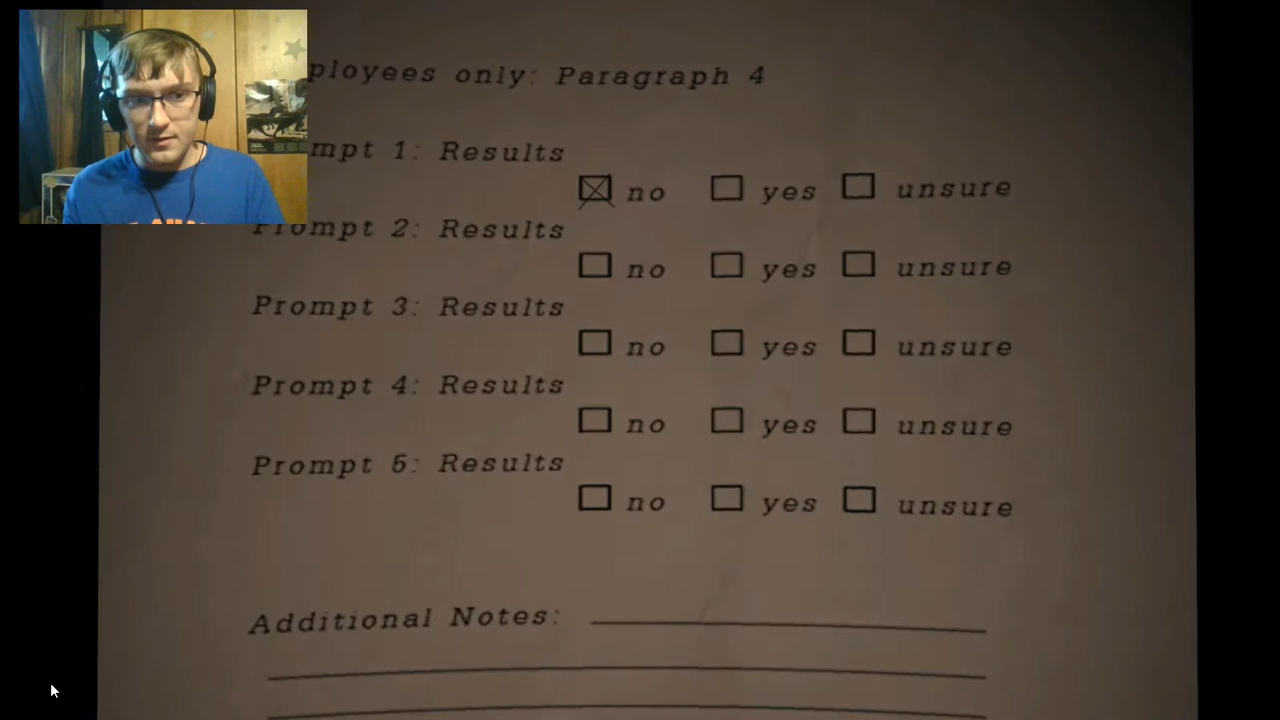 ployees only: Paragraph 4
mpt 1: Results
no yes unsure
Prompt 2: Results
no yes unsure
Prompt 3: Results
no yes unsure
Prompt 4: Results
no yes unsure
Prompt 5: Results
no yes unsure
Additional Notes: